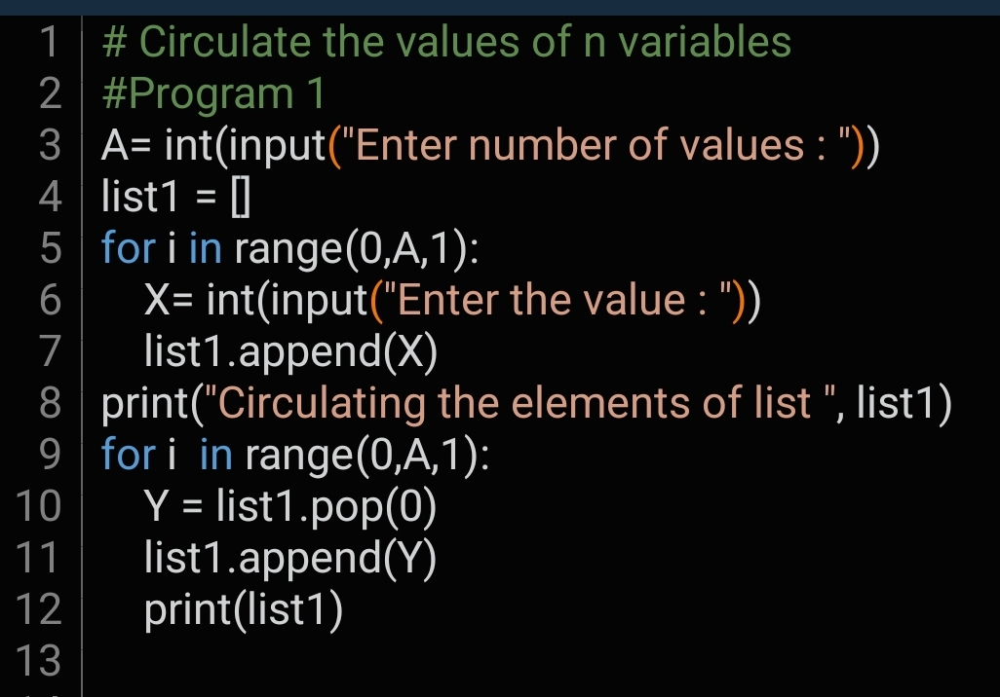 1 # Circulate the values of n variables
2 #Program 1
3 A= int(input("Enter number of values : "))
4 list1 = []
5 for i in range(0,A,1):
6     X= int(input("Enter the value : "))
7     list1.append(X)
8 print("Circulating the elements of list ", list1)
9 for i  in range(0,A,1):
10     Y = list1.pop(0)
11     list1.append(Y)
12     print(list1)
13